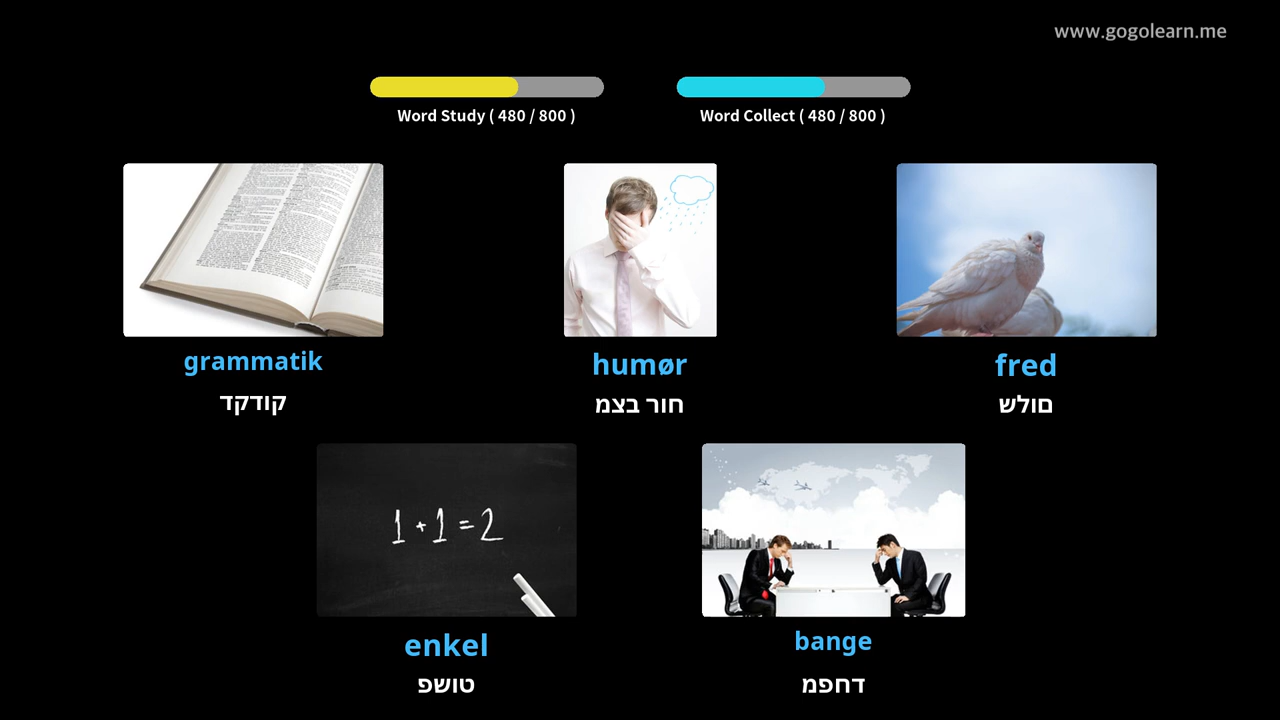 www.gogolearn.me
Word Study ( 480 / 800 )
Word Collect ( 480 / 800 )
grammatik
קודקד
humør
חור בצמ
fred
םולש
1 + 1 = 2
enkel
טושפ
bange
דחפמ